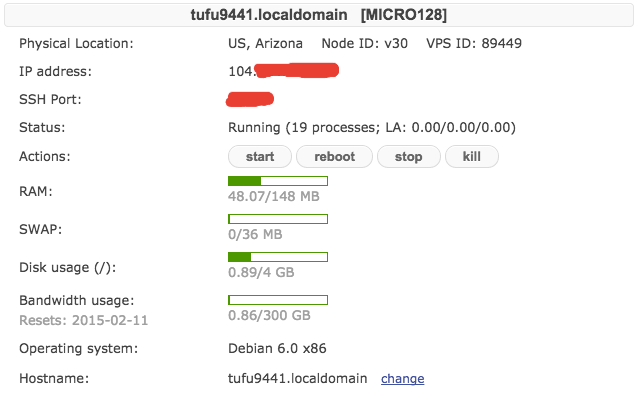 tufu9441.localdomain [MICRO128]
Physical Location: US, Arizona Node ID: v30 VPS ID: 89449
IP address: 104.
SSH Port:
Status: Running (19 processes; LA: 0.00/0.00/0.00)
Actions: start reboot stop kill
RAM: 48.07/148 MB
SWAP: 0/36 MB
Disk usage (/): 0.89/4 GB
Bandwidth usage: 0.86/300 GB
Resets: 2015-02-11
Operating system: Debian 6.0 x86
Hostname: tufu9441.localdomain change